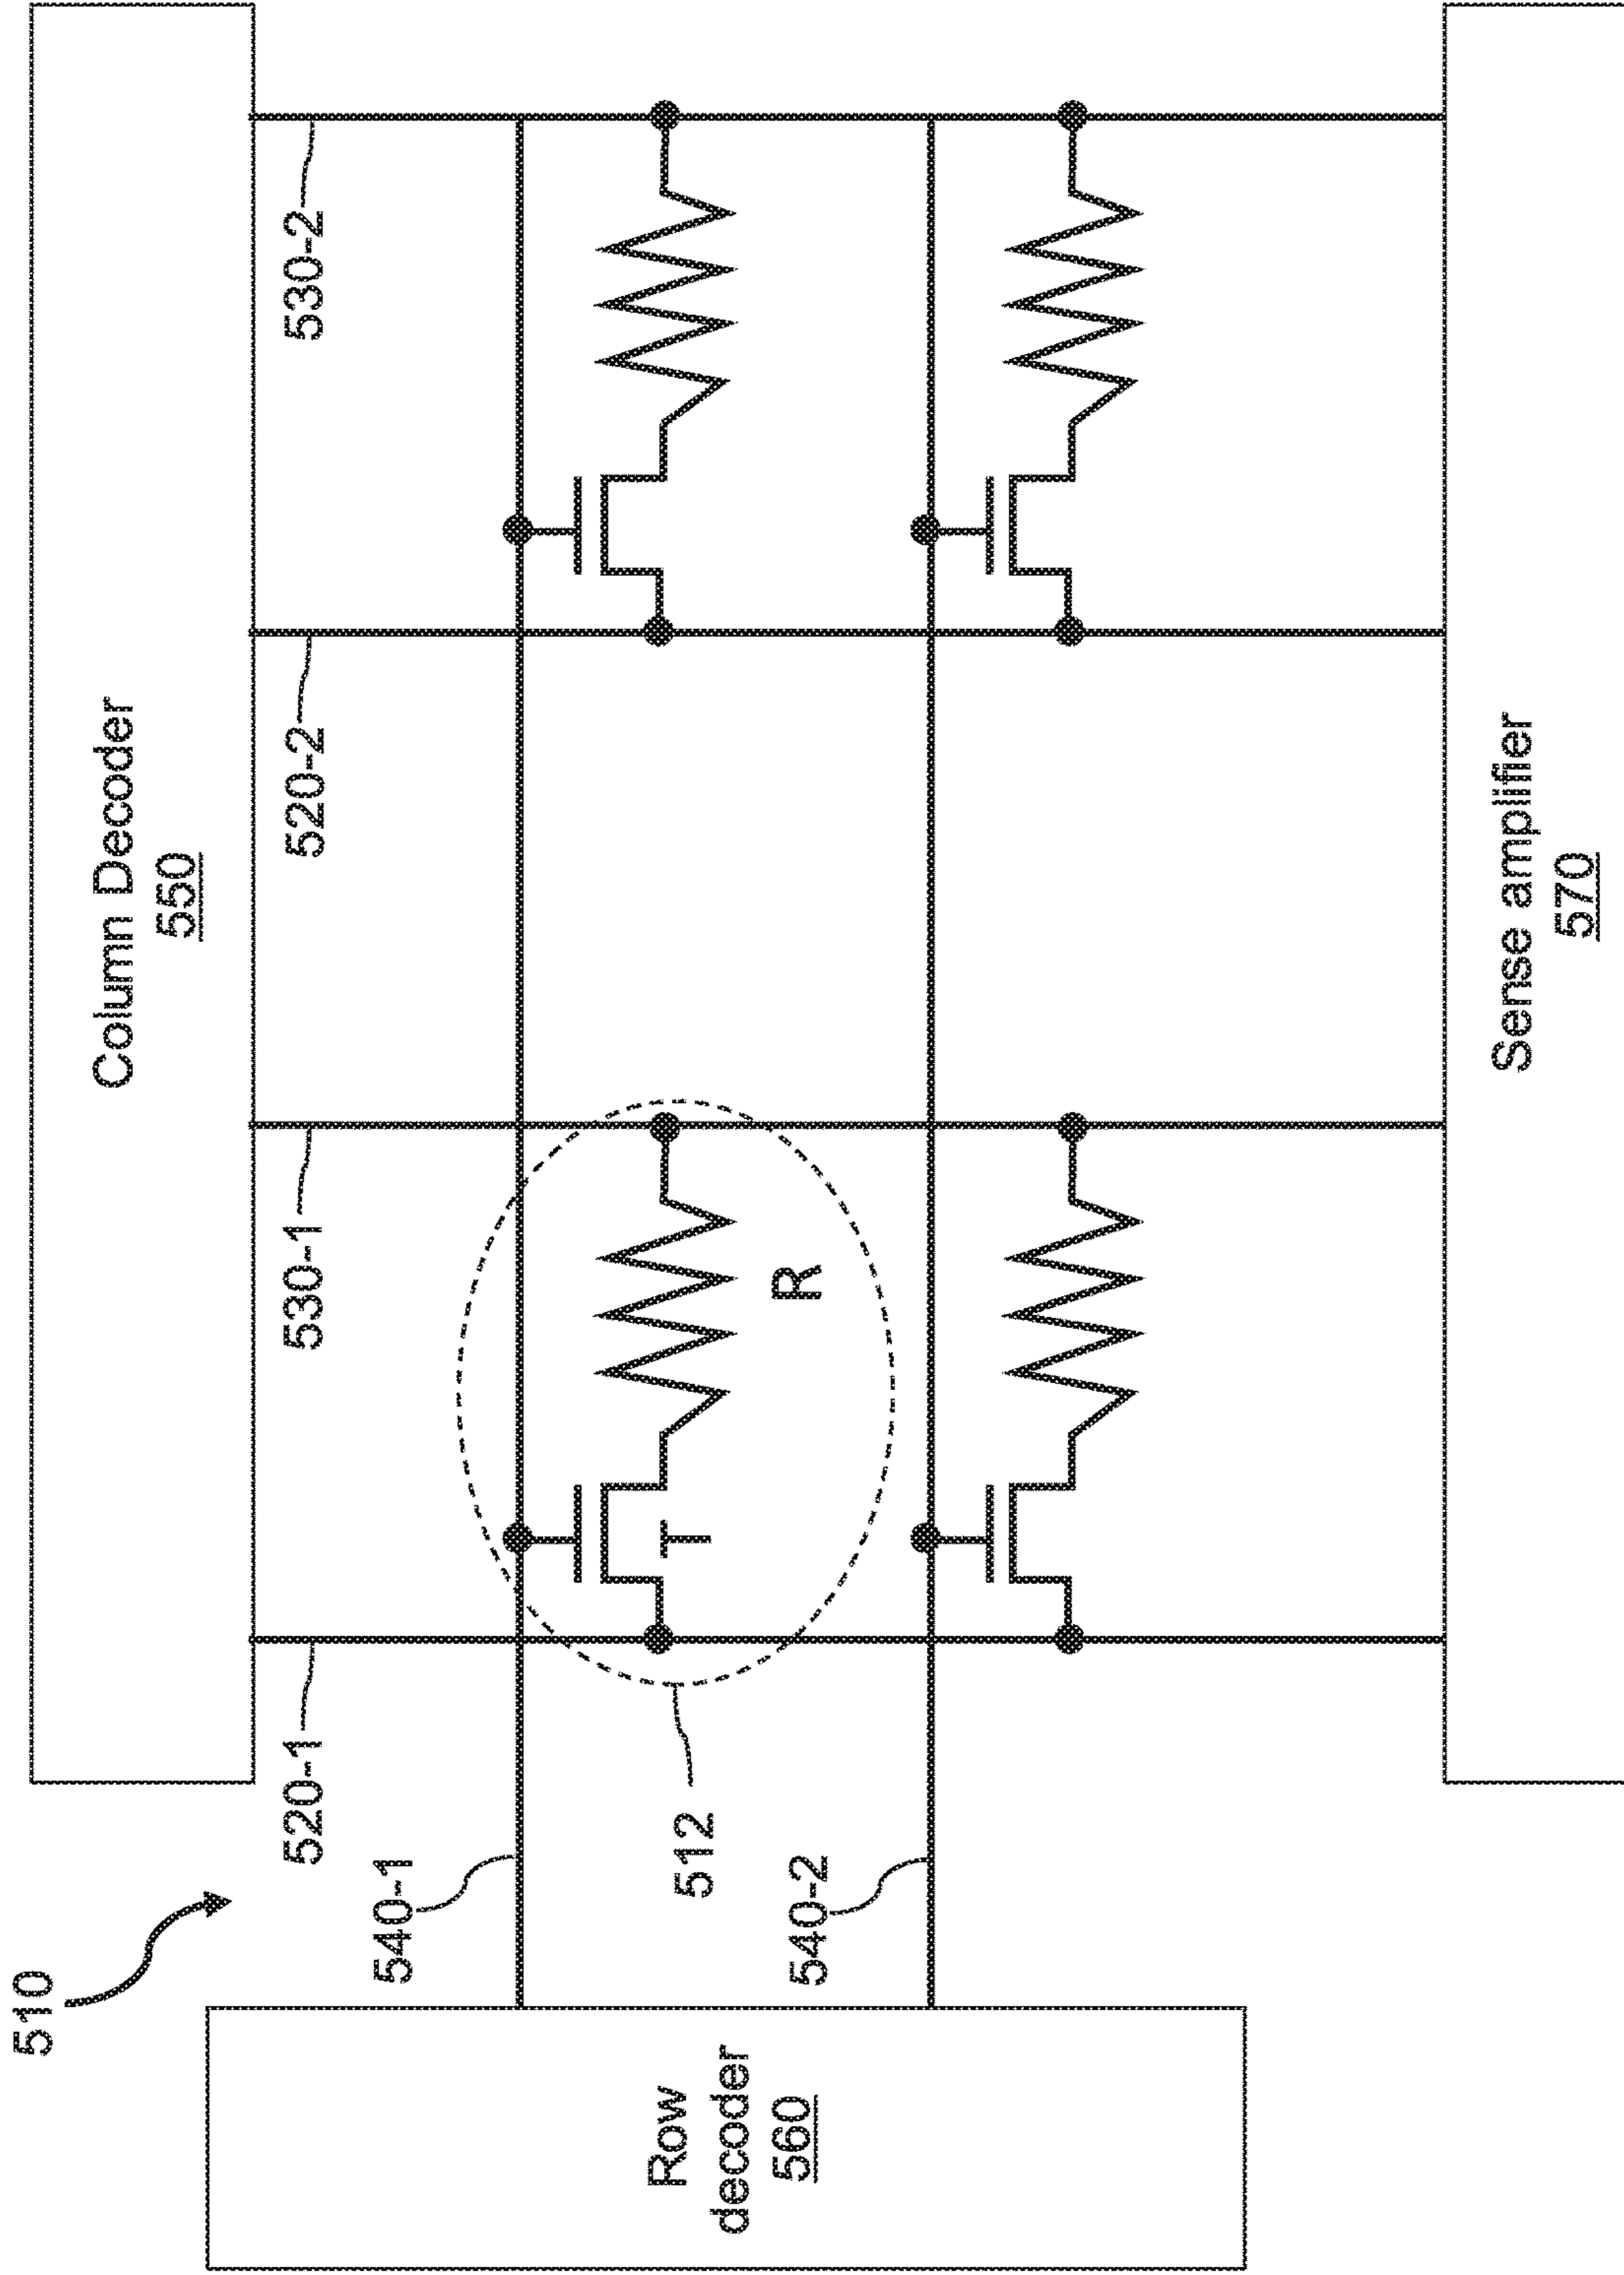 510
Column Decoder
550
520-1
530-1
520-2
530-2
540-1
T
R
512
540-2
Row
decoder
560
Sense amplifier
570